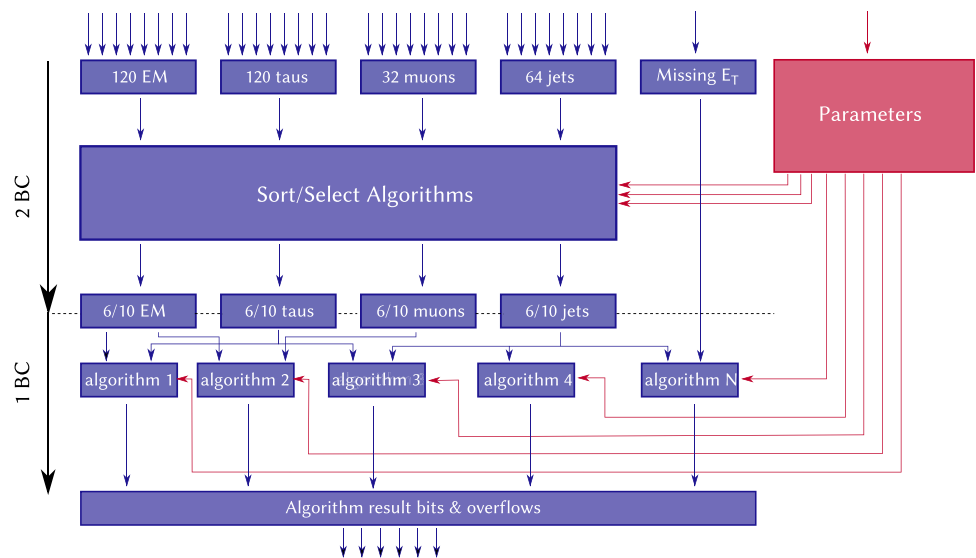 120 EM
120 taus
32 muons
64 jets
Missing E_T
Parameters
Sort/Select Algorithms
2 BC
6/10 EM
6/10 taus
6/10 muons
6/10 jets
1 BC
algorithm 1
algorithm 2
algorithm 3
algorithm 4
algorithm N
Algorithm result bits & overflows